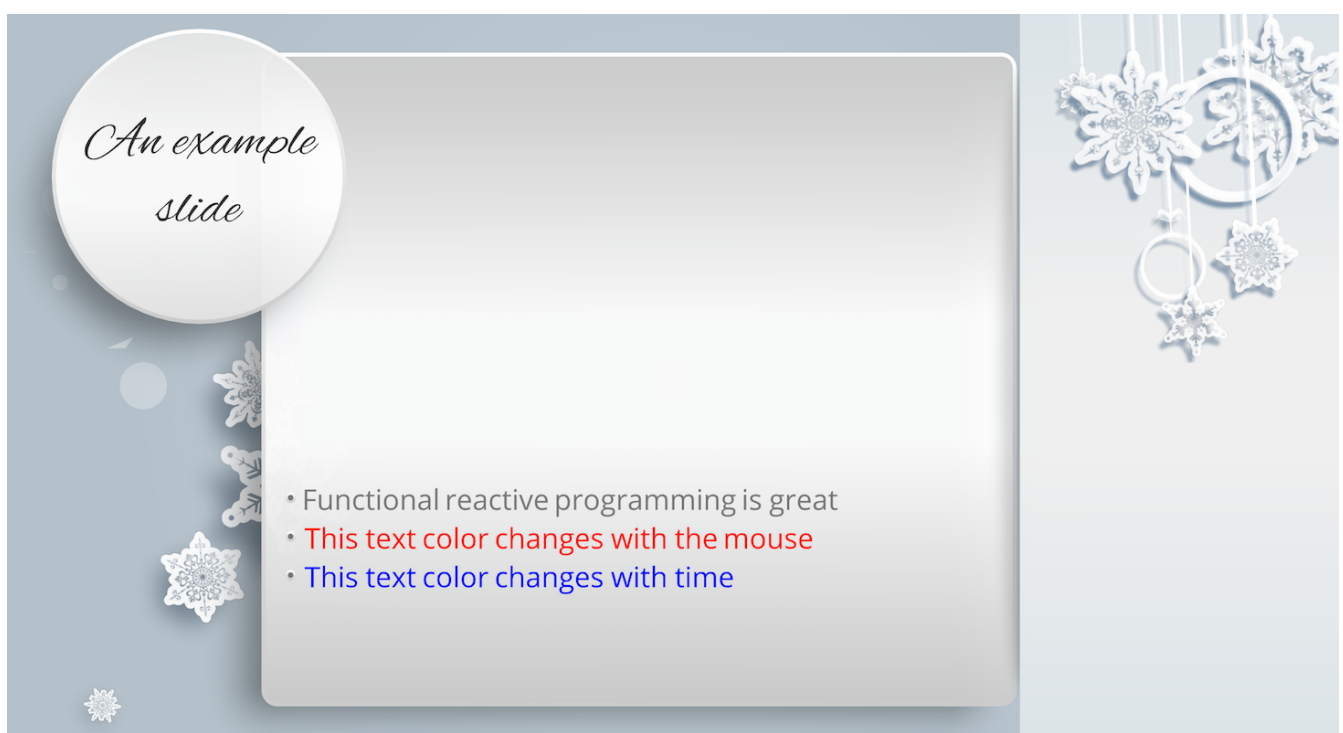 An example
slide
• Functional reactive programming is great
• This text color changes with the mouse
• This text color changes with time